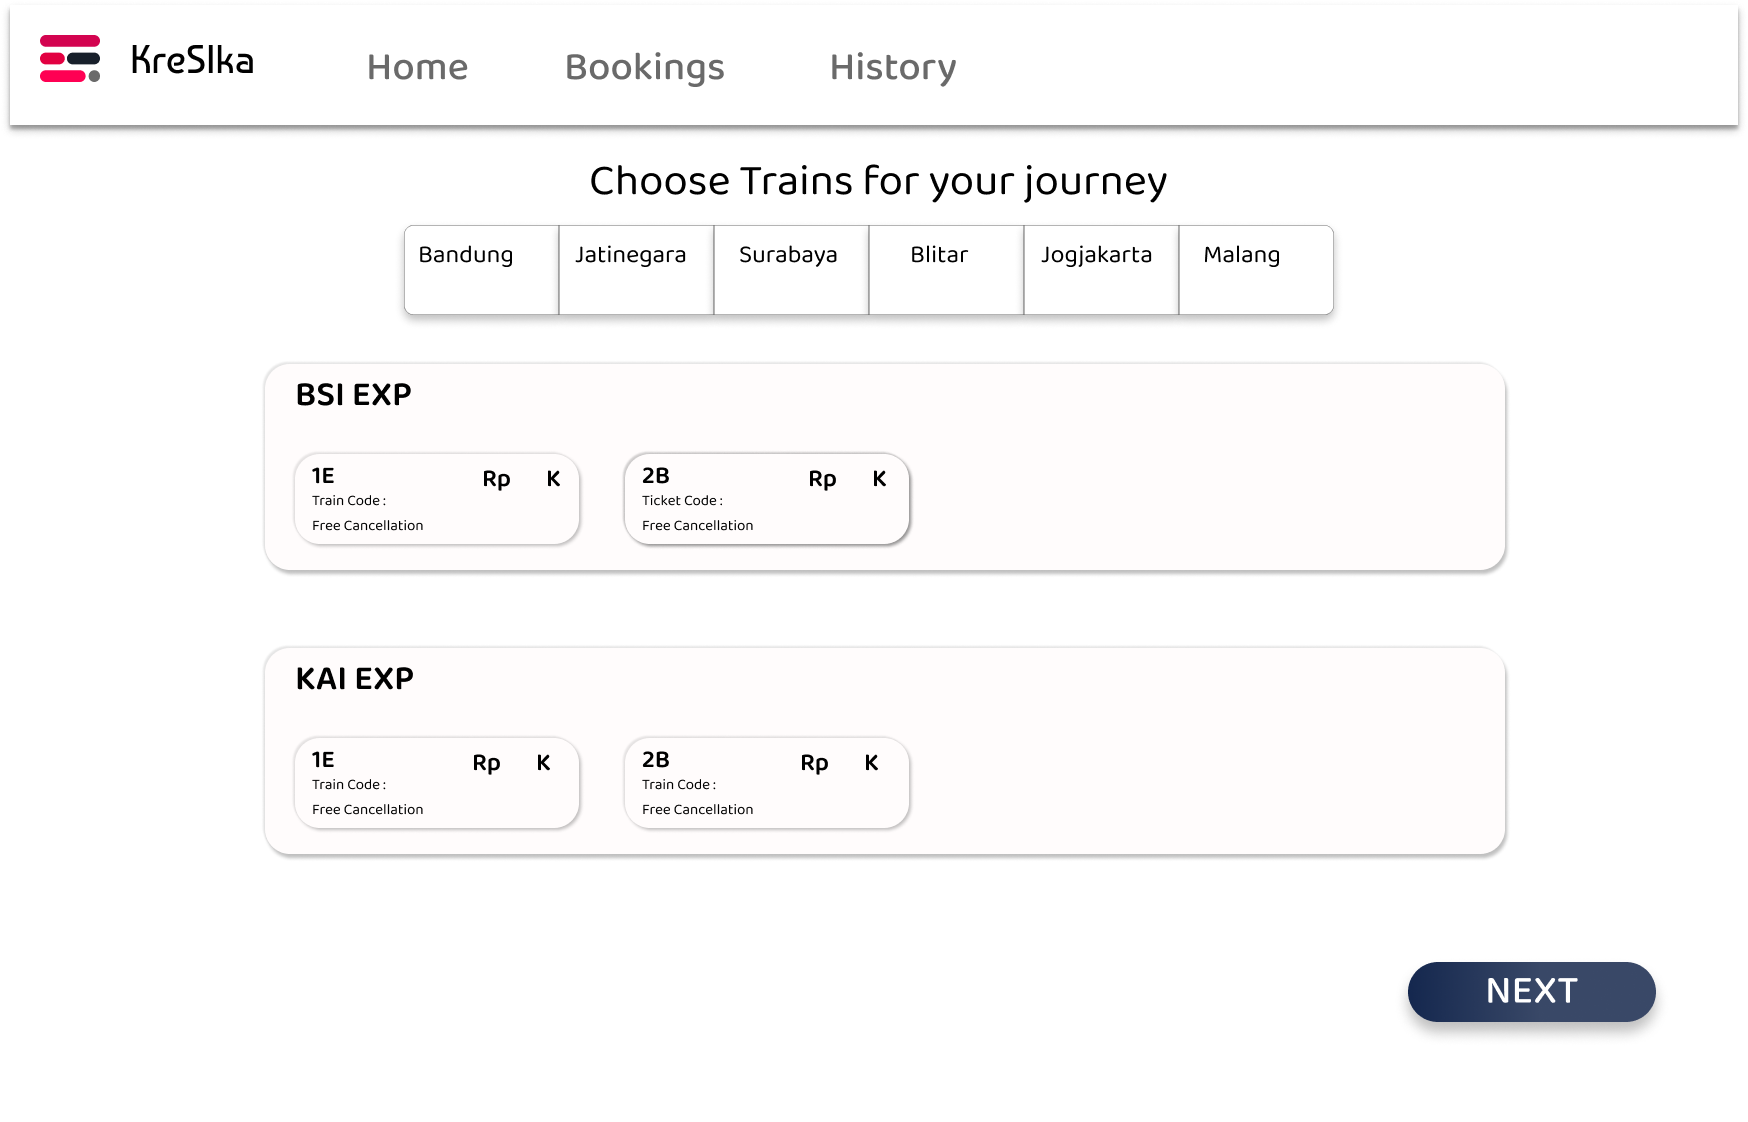 KreSIka Home Bookings History
Choose Trains for your journey
Bandung Jatinegara Surabaya Blitar Jogjakarta Malang
BSI EXP
1E Rp K
Train Code :
Free Cancellation
2B Rp K
Ticket Code :
Free Cancellation
KAI EXP
1E Rp K
Train Code :
Free Cancellation
2B Rp K
Train Code :
Free Cancellation
NEXT